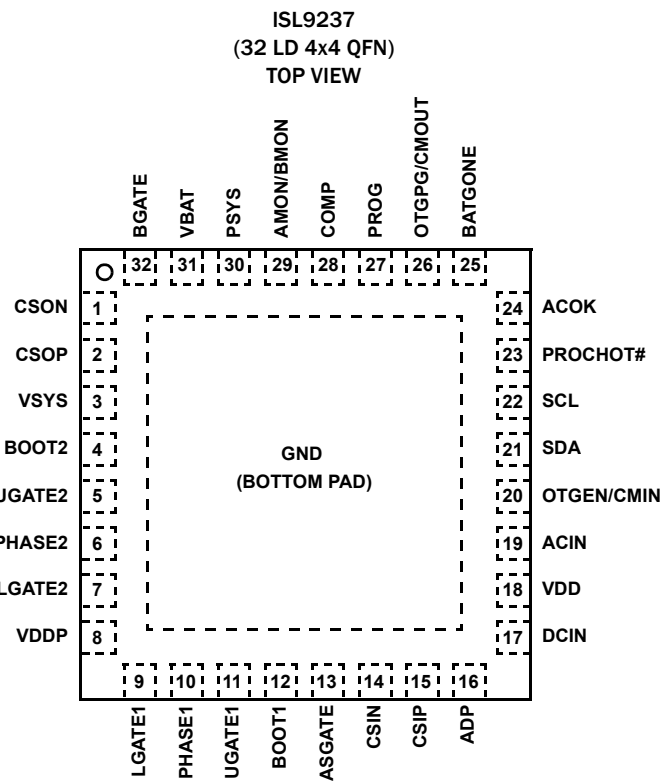 ISL9237
(32 LD 4x4 QFN)
TOP VIEW
BGATE
VBAT
PSYS
AMON/BMON
COMP
PROG
OTGPG/CMOUT
BATGONE
32 31 30 29 28 27 26 25
CSON 1
CSOP 2
VSYS 3
BOOT2 4
UGATE2 5
PHASE2 6
LGATE2 7
VDDP 8
GND
(BOTTOM PAD)
24 ACOK
23 PROCHOT#
22 SCL
21 SDA
20 OTGEN/CMIN
19 ACIN
18 VDD
17 DCIN
9 10 11 12 13 14 15 16
LGATE1
PHASE1
UGATE1
BOOT1
ASGATE
CSIN
CSIP
ADP